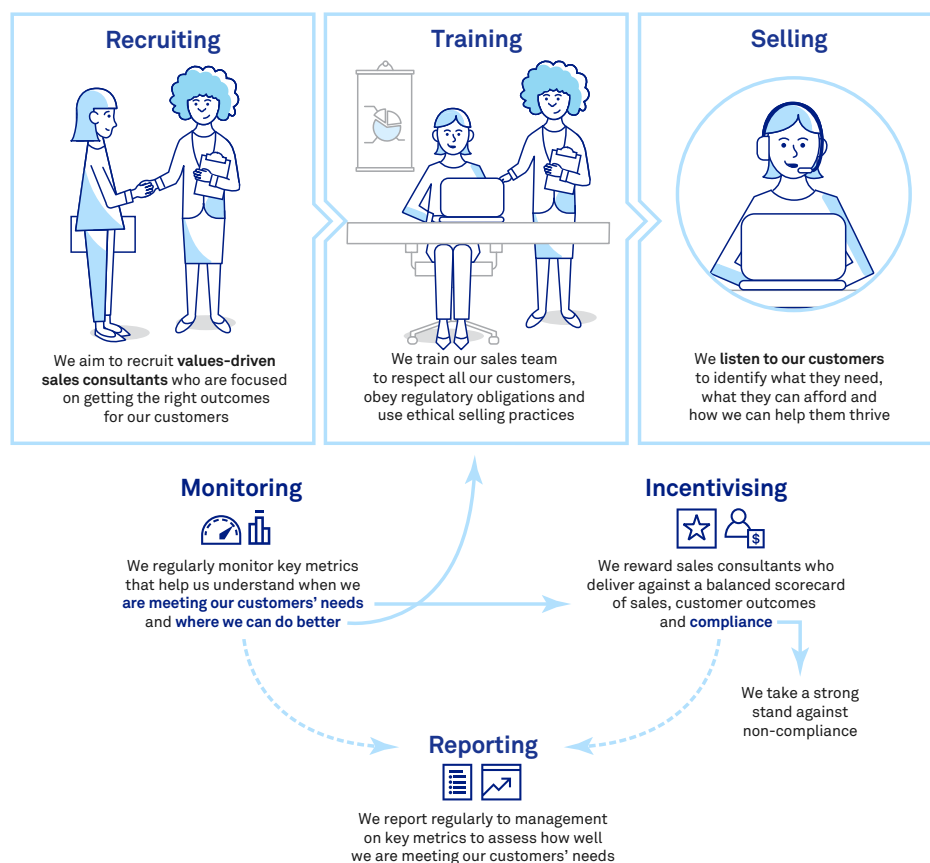 Recruiting
We aim to recruit values-driven
sales consultants who are focused
on getting the right outcomes
for our customers
Training
We train our sales team
to respect all our customers,
obey regulatory obligations and
use ethical selling practices
Selling
We listen to our customers
to identify what they need,
what they can afford and
how we can help them thrive
Monitoring
We regularly monitor key metrics
that help us understand when we
are meeting our customers’ needs
and where we can do better
Incentivising
$
We reward sales consultants who
deliver against a balanced scorecard
of sales, customer outcomes
and compliance
We take a strong
stand against
non-compliance
Reporting
We report regularly to management
on key metrics to assess how well
we are meeting our customers’ needs